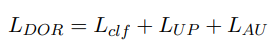 L_{DOR} = L_{clf} + L_{UP} + L_{AU}